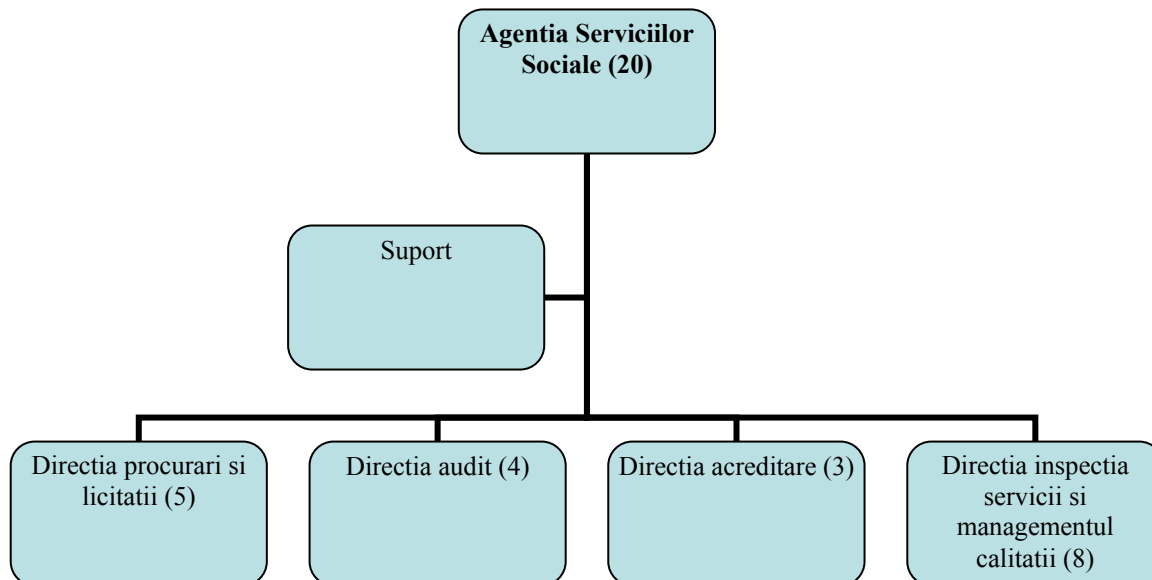 Agentia Serviciilor
Sociale (20)
Suport
Directia procurari si
licitatii (5)
Directia audit (4)
Directia acreditare (3)
Directia inspectia
servicii si
managementul
calitatii (8)